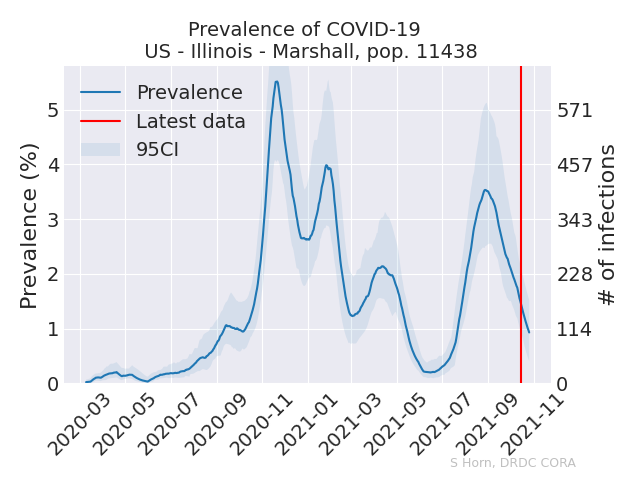 Prevalence of COVID-19
US - Illinois - Marshall, pop. 11438
Prevalence
Latest data
95CI
Prevalence (%)
5
4
3
2
1
0
571
457
343
228
114
0
# of infections
2020-03
2020-05
2020-07
2020-09
2020-11
2021-01
2021-03
2021-05
2021-07
2021-09
2021-11
S Horn, DRDC CORA